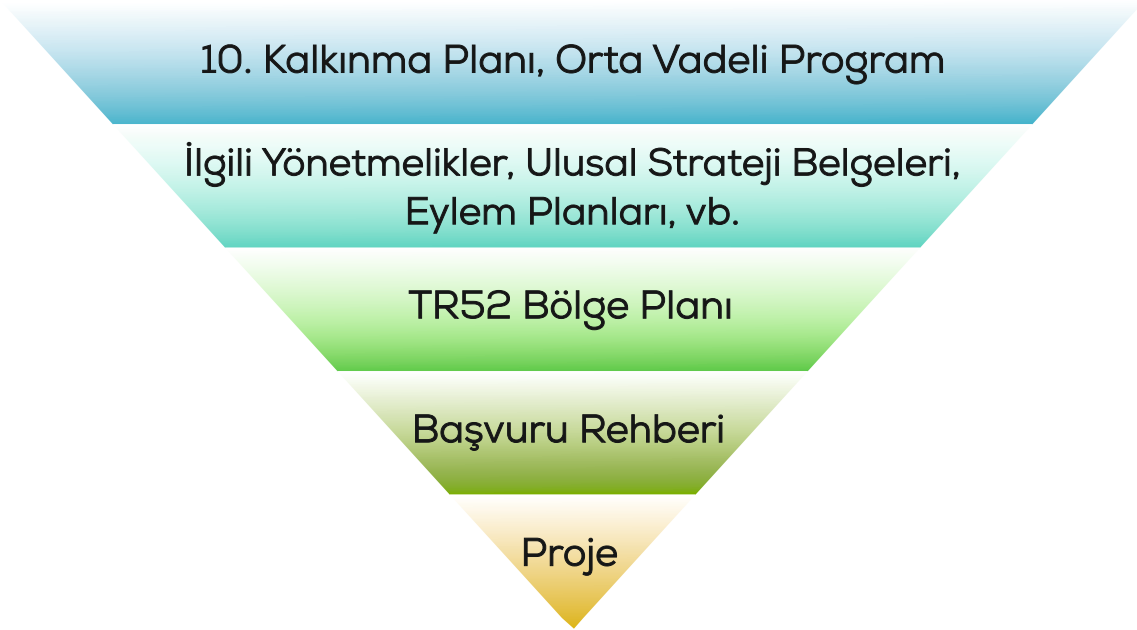 10. Kalkınma Planı, Orta Vadeli Program
İlgili Yönetmelikler, Ulusal Strateji Belgeleri,
Eylem Planları, vb.
TR52 Bölge Planı
Başvuru Rehberi
Proje